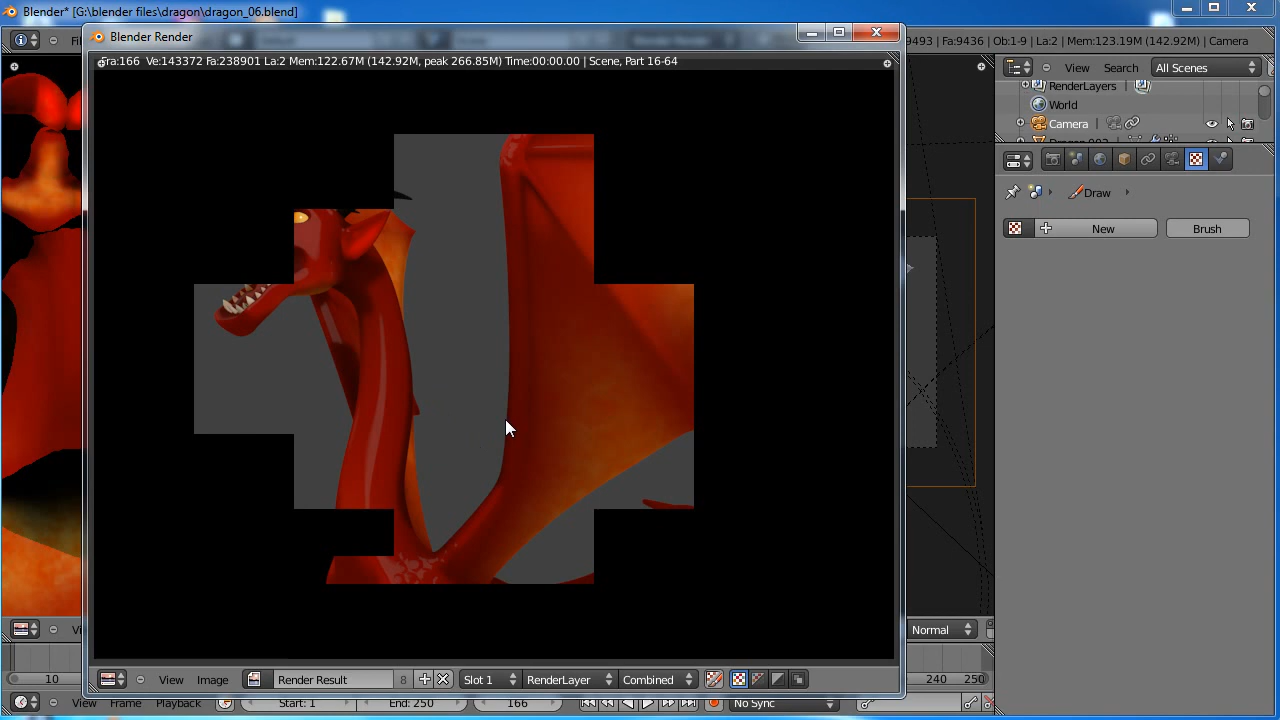 Blender* [G:\blender files\dragon\dragon_06.blend]
Blender Render
Fra:166 Ve:143372 Fa:238901 La:2 Mem:122.67M (142.92M, peak 266.85M) Time:00:00.00 | Scene, Part 16-64
9493 | Fa:9436 | Ob:1-9 | La:2 | Mem:123.19M (142.92M) | Camera
View Search All Scenes
RenderLayers |
World
Camera |
Draw
New Brush
View Image Render Result 8 Slot 1 RenderLayer Combined
Normal
10 240 250
View Frame Playback Start: 1 End: 250 166 No Sync